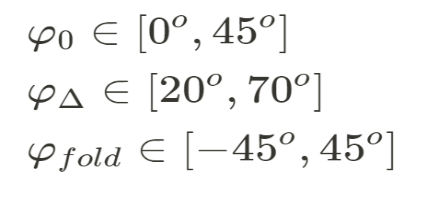 φ₀ ∈ [0°, 45°]
φ_Δ ∈ [20°, 70°]
φ_fold ∈ [−45°, 45°]